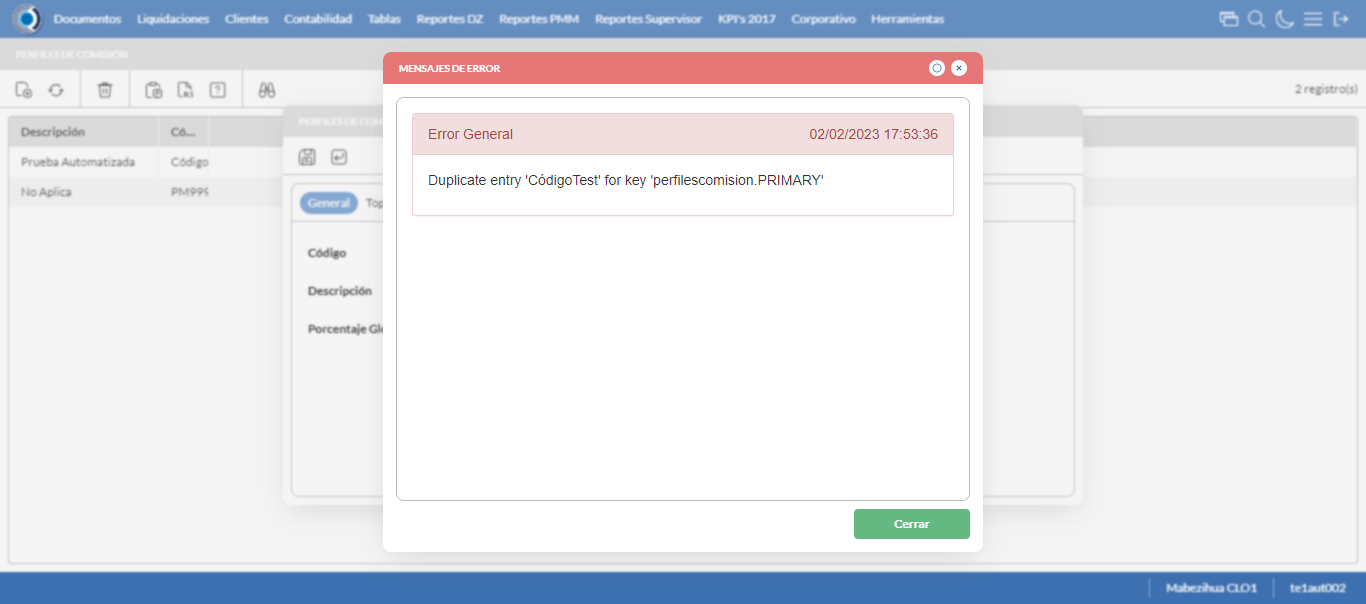 Documentos Liquidaciones Clientes Contabilidad Tablas Reportes DZ Reportes PMM Reportes Supervisor KPI's 2017 Corporativo Herramientas
PERFILES DE COMISIÓN
MENSAJES DE ERROR
2 registro(s)
Descripción Có...
PERFILES DE COM
Error General 02/02/2023 17:53:36
Prueba Automatizada Código
Duplicate entry 'CódigoTest' for key 'perfilescomision.PRIMARY'
No Aplica PM999
General Top
Código
Descripción
Porcentaje Glo
Cerrar
Mabezihua CLO1 te1aut002